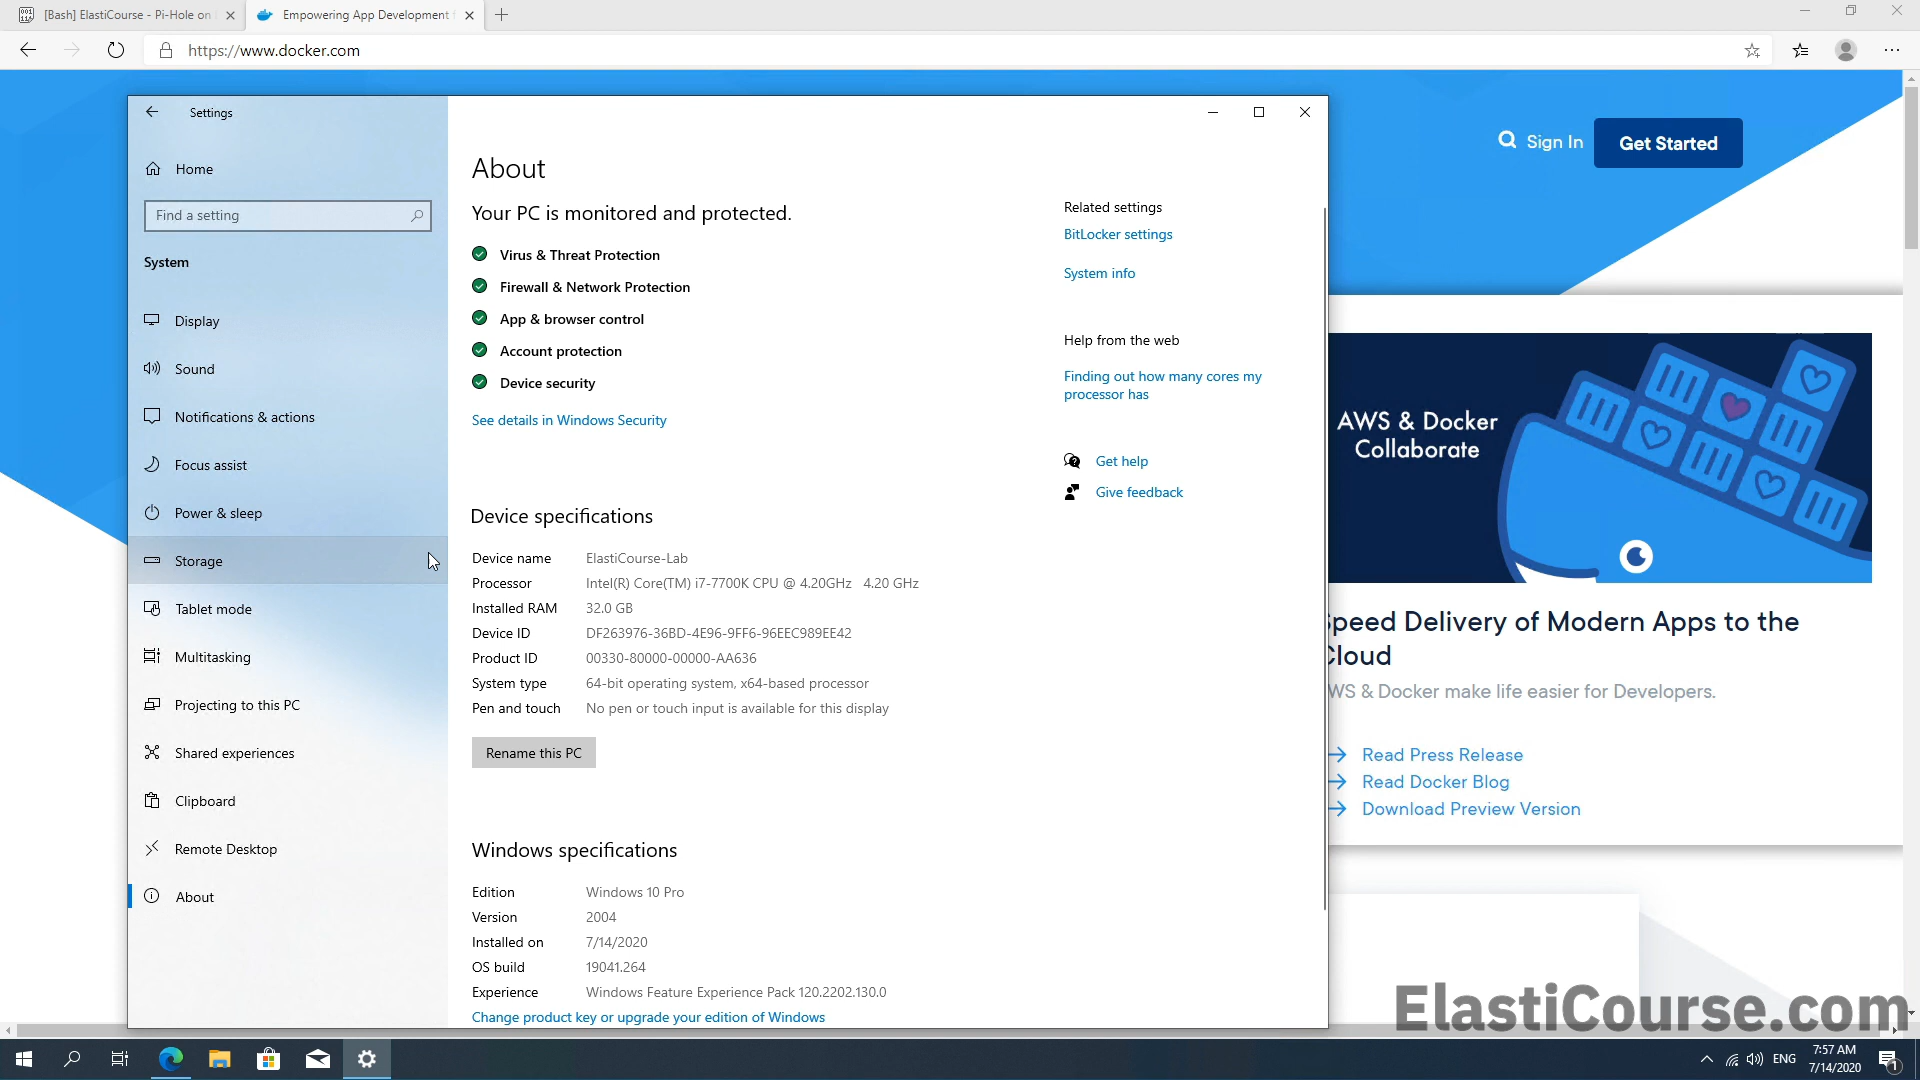 [Bash] ElastiCourse - Pi-Hole on
Empowering App Development f
https://www.docker.com
Settings
Home
Find a setting
System
Display
Sound
Notifications & actions
Focus assist
Power & sleep
Storage
Tablet mode
Multitasking
Projecting to this PC
Shared experiences
Clipboard
Remote Desktop
About
About
Your PC is monitored and protected.
Virus & Threat Protection
Firewall & Network Protection
App & browser control
Account protection
Device security
See details in Windows Security
Device specifications
Device name ElastiCourse-Lab
Processor Intel(R) Core(TM) i7-7700K CPU @ 4.20GHz 4.20 GHz
Installed RAM 32.0 GB
Device ID DF263976-36BD-4E96-9FF6-96EEC989EE42
Product ID 00330-80000-00000-AA636
System type 64-bit operating system, x64-based processor
Pen and touch No pen or touch input is available for this display
Rename this PC
Windows specifications
Edition Windows 10 Pro
Version 2004
Installed on 7/14/2020
OS build 19041.264
Experience Windows Feature Experience Pack 120.2202.130.0
Change product key or upgrade your edition of Windows
Related settings
BitLocker settings
System info
Help from the web
Finding out how many cores my
processor has
Get help
Give feedback
Sign In
Get Started
AWS & Docker
Collaborate
Speed Delivery of Modern Apps to the
Cloud
AWS & Docker make life easier for Developers.
Read Press Release
Read Docker Blog
Download Preview Version
ElastiCourse.com
ENG
7:57 AM
7/14/2020
1